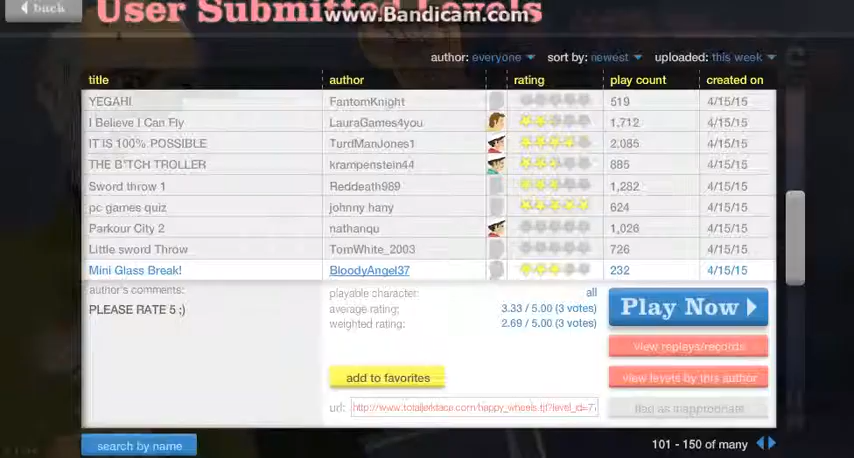 back
User Submitted Levels
www.Bandicam.com
author: everyone sort by: newest uploaded: this week
title author rating play count created on
YEGAHI FantomKnight 519 4/15/15
I Believe I Can Fly LauraGames4you 1,712 4/15/15
IT IS 100% POSSIBLE TurdManJones1 2,085 4/15/15
THE B*TCH TROLLER krampenstein44 885 4/15/15
Sword throw 1 Reddeath989 1,282 4/15/15
pc games quiz johnny hany 624 4/15/15
Parkour City 2 nathanqu 1,026 4/15/15
Little sword Throw TomWhite_2003 726 4/15/15
Mini Glass Break! BloodyAngel37 232 4/15/15
author's comments:
PLEASE RATE 5 ;)
playable character: all
average rating: 3.33 / 5.00 (3 votes)
weighted rating: 2.69 / 5.00 (3 votes)
Play Now
view replays/records
view levels by this author
flag as inappropriate
add to favorites
url: http://www.totaljerkface.com/happy_wheels.tjf?level_id=7
search by name
101 - 150 of many